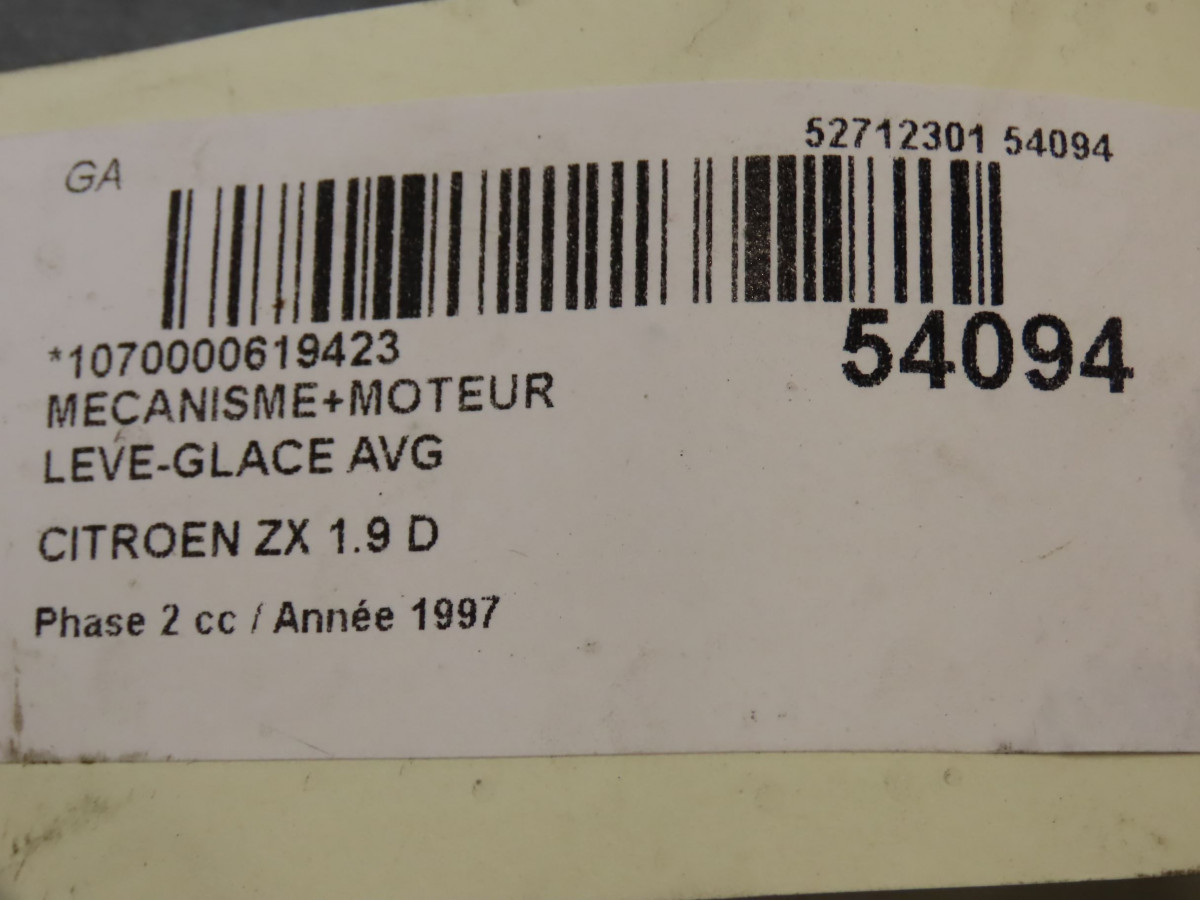 52712301 54094
GA
54094
*1070000619423
MECANISME+MOTEUR
LEVE-GLACE AVG
CITROEN ZX 1.9 D
Phase 2 cc / Année 1997